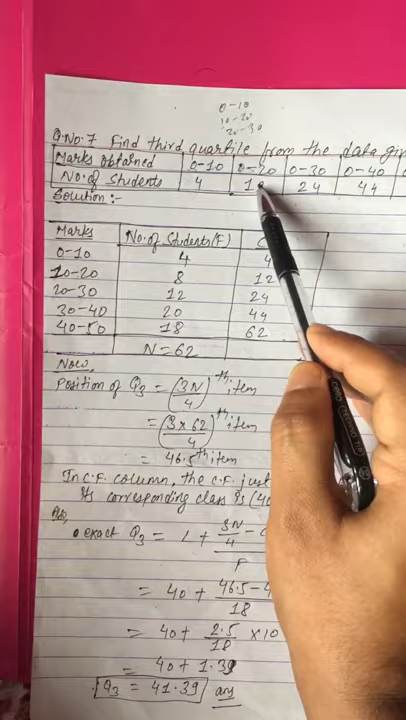 0-10
10-20
20-30
Q.No.7 Find third quartile from the data
Marks obtained 0-10 0-20 0-30 0-40
No. of Students 4 24 44
Solution:-
Marks No. of Students (F)
0-10 4 4
10-20 8 12
20-30 12 24
30-40 20 44
40-50 18 62
N = 62
Now,
Position of Q3 = (3N/4)th item
= (3×62/4)th item
= 46.5th item
In C.F. column, the C.F. just
its corresponding class is (40
exact Q3 = L + 3N/4 -
F
= 40 + 46.5-4
18
= 40 + 2.5/18 ×10
= 40 + 1.39
Q3 = 41.39 ans